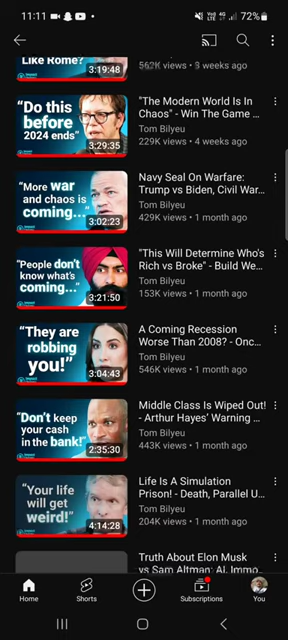 11:11
72%
Like Rome?
3:19:48
562K views • 3 weeks ago
"Do this
before
2024 ends"
3:29:35
"The Modern World Is In
Chaos" - Win The Game ...
Tom Bilyeu
229K views • 4 weeks ago
"More war
and chaos is
coming..."
3:02:23
Navy Seal On Warfare:
Trump vs Biden, Civil War...
Tom Bilyeu
429K views • 1 month ago
"People don't
know what's
coming..."
3:21:50
"This Will Determine Who's
Rich vs Broke" - Build We...
Tom Bilyeu
153K views • 1 month ago
"They are
robbing
you!"
3:04:43
A Coming Recession
Worse Than 2008? - Onc...
Tom Bilyeu
546K views • 1 month ago
"Don't keep
your cash
in the bank!"
2:35:30
Middle Class Is Wiped Out!
- Arthur Hayes' Warning ...
Tom Bilyeu
443K views • 1 month ago
"Your life
will get
weird!"
4:14:28
Life Is A Simulation
Prison! - Death, Parallel U...
Tom Bilyeu
204K views • 1 month ago
Truth About Elon Musk
vs Sam Altman: AI, Immo...
Home
Shorts
Subscriptions
You